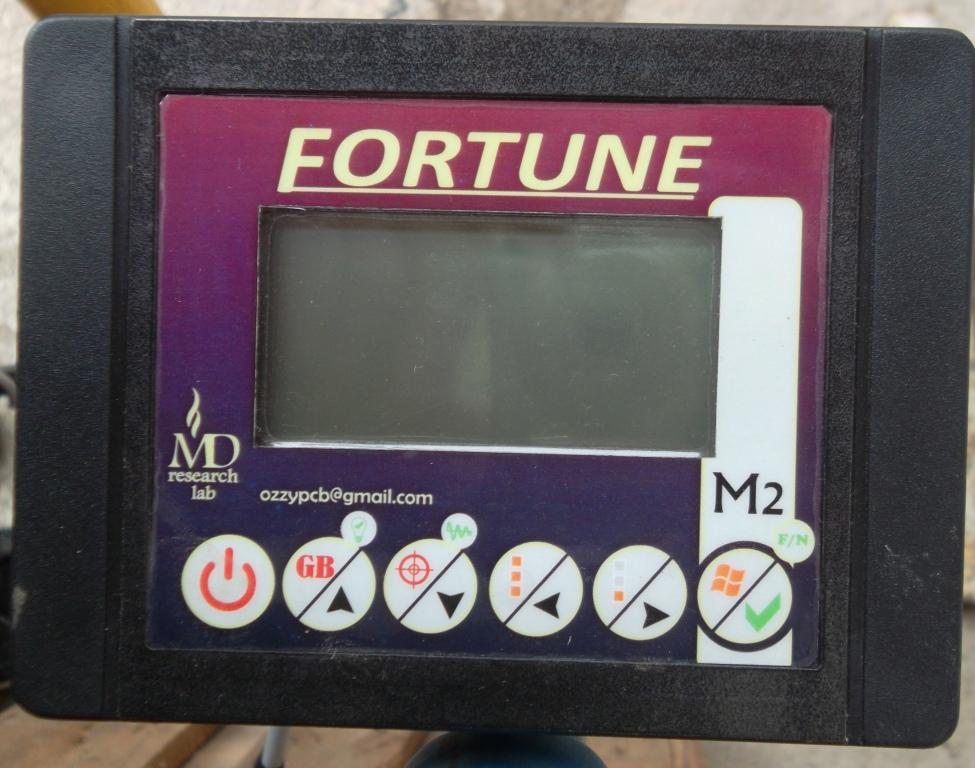 FORTUNE
MD
research
lab
ozzypcb@gmail.com
M2
F/N
GB